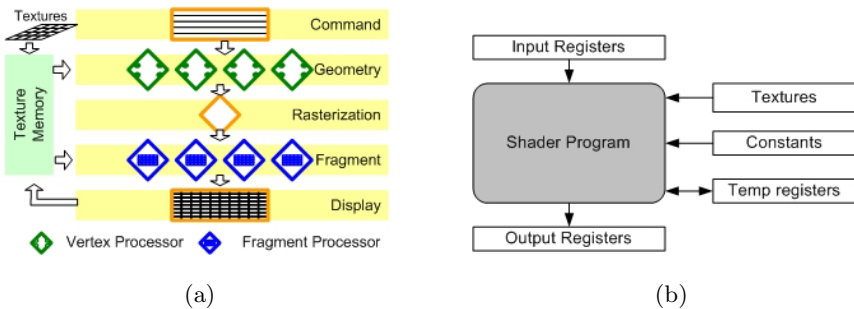 Textures
Command
Geometry
Texture
Memory
Rasterization
Fragment
Display
Vertex Processor
Fragment Processor
(a)
Input Registers
Shader Program
Textures
Constants
Temp registers
Output Registers
(b)